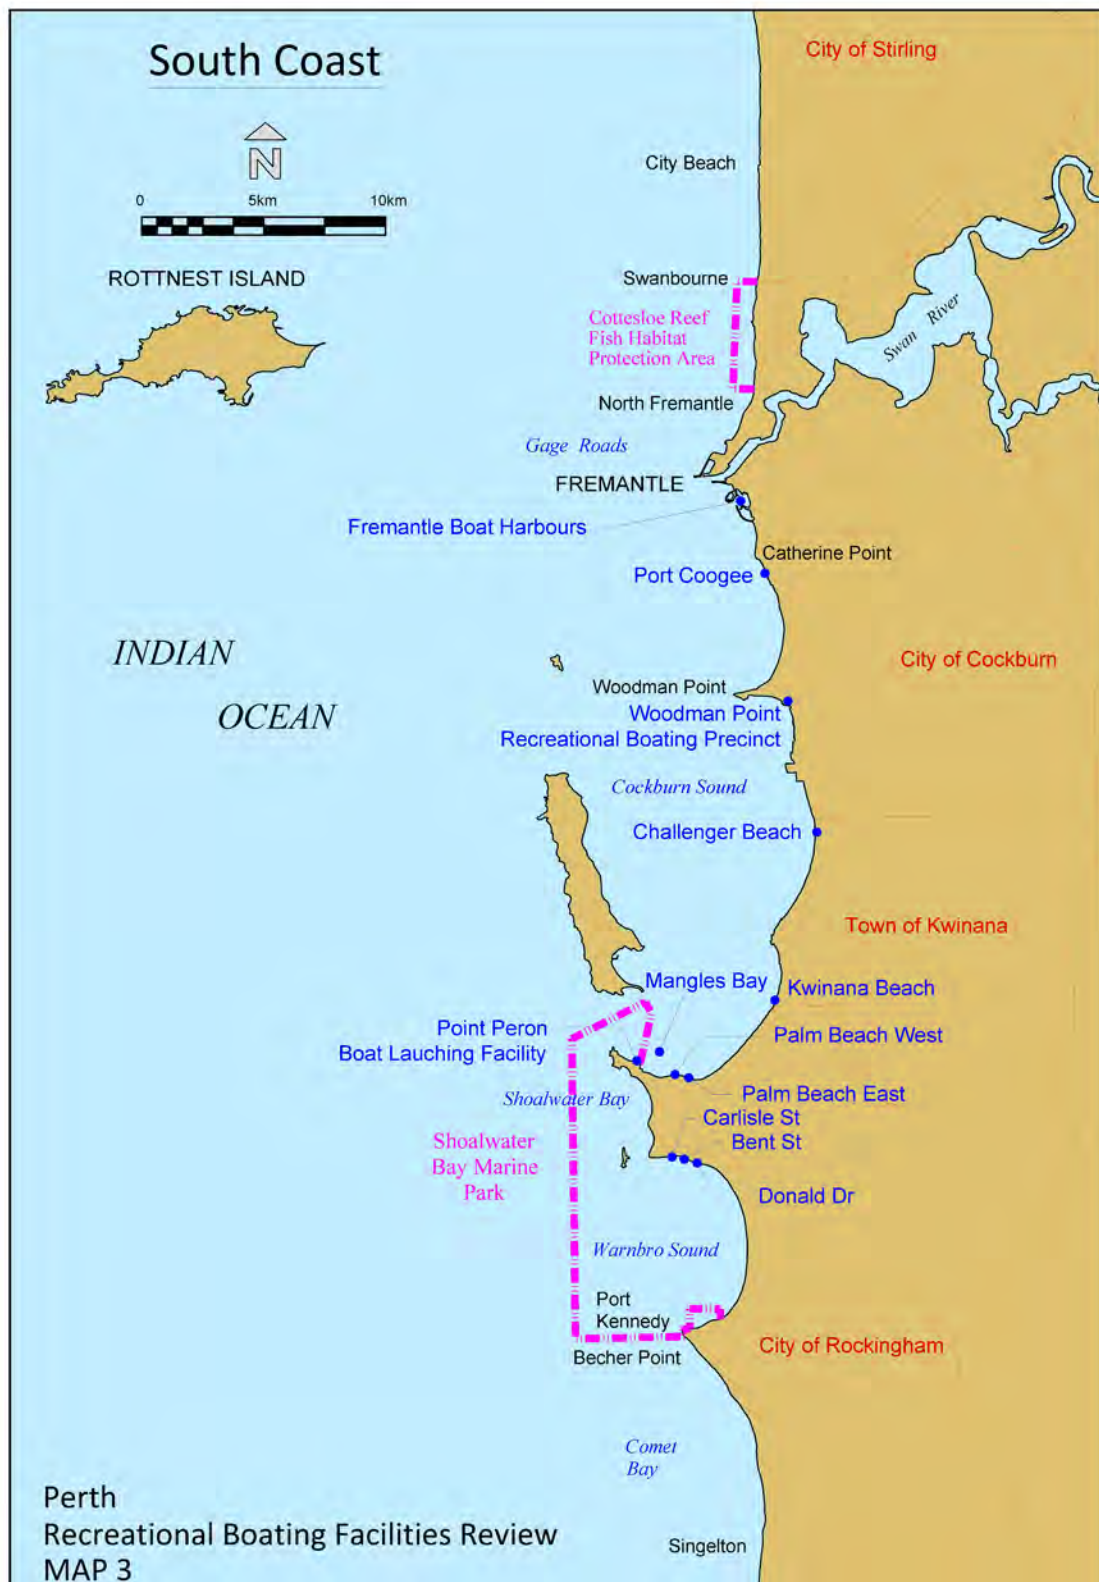 South Coast
City of Stirling
N
City Beach
0 5km 10km
ROTTNEST ISLAND
Swanbourne
Cottesloe Reef
Fish Habitat
Protection Area
Swan River
North Fremantle
Gage Roads
FREMANTLE
Fremantle Boat Harbours
Catherine Point
Port Coogee
INDIAN
OCEAN
City of Cockburn
Woodman Point
Woodman Point
Recreational Boating Precinct
Cockburn Sound
Challenger Beach
Town of Kwinana
Mangles Bay
Kwinana Beach
Point Peron
Boat Lauching Facility
Palm Beach West
Shoalwater Bay
Palm Beach East
Carlisle St
Bent St
Shoalwater
Bay Marine
Park
Donald Dr
Warnbro Sound
Port
Kennedy
Becher Point
City of Rockingham
Comet
Bay
Perth
Recreational Boating Facilities Review
MAP 3
Singelton